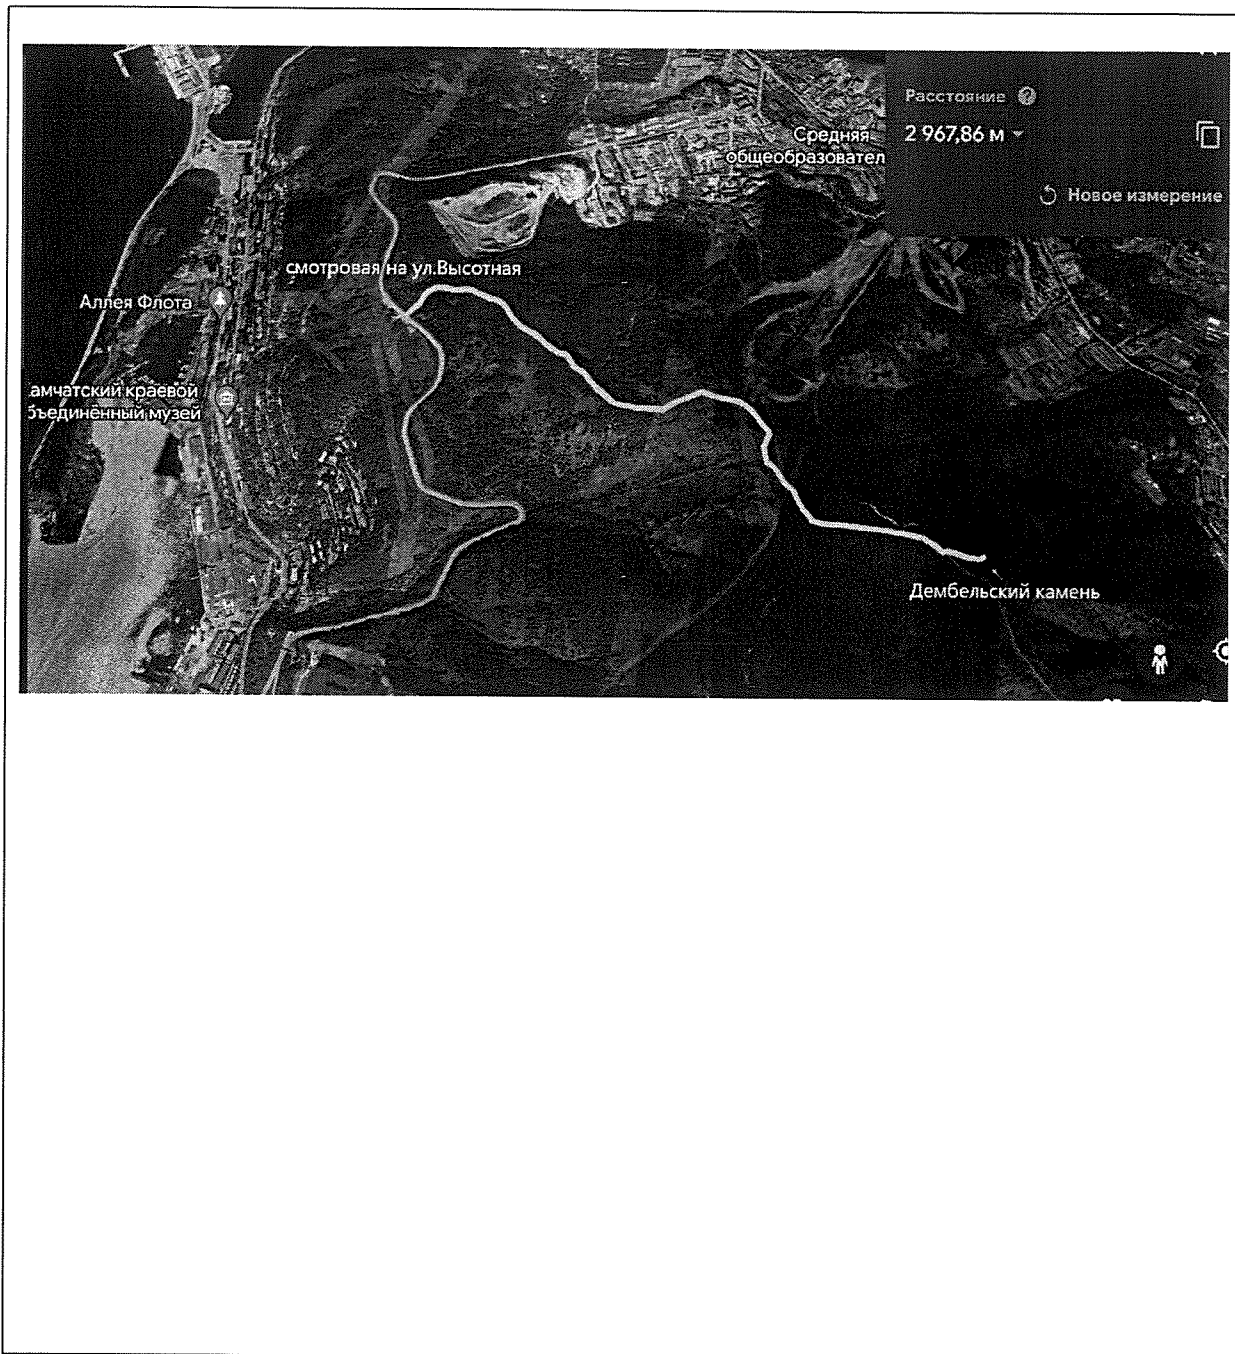 Расстояние
2 967,86 м
Новое измерение
Средняя
общеобразовател
смотровая на ул.Высотная
Аллея Флота
амчатский краевой
бъединённый музей
Дембельский камень